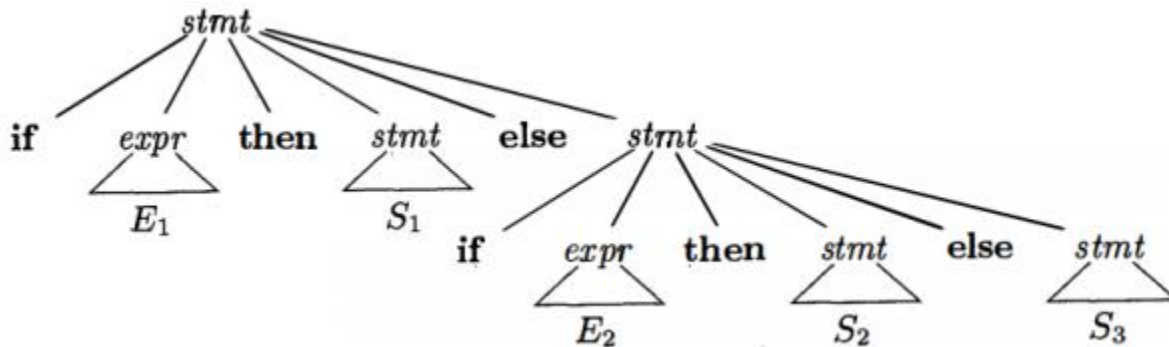 stmt
if expr then stmt else stmt
E₁ S₁
if expr then stmt else stmt
E₂ S₂ S₃